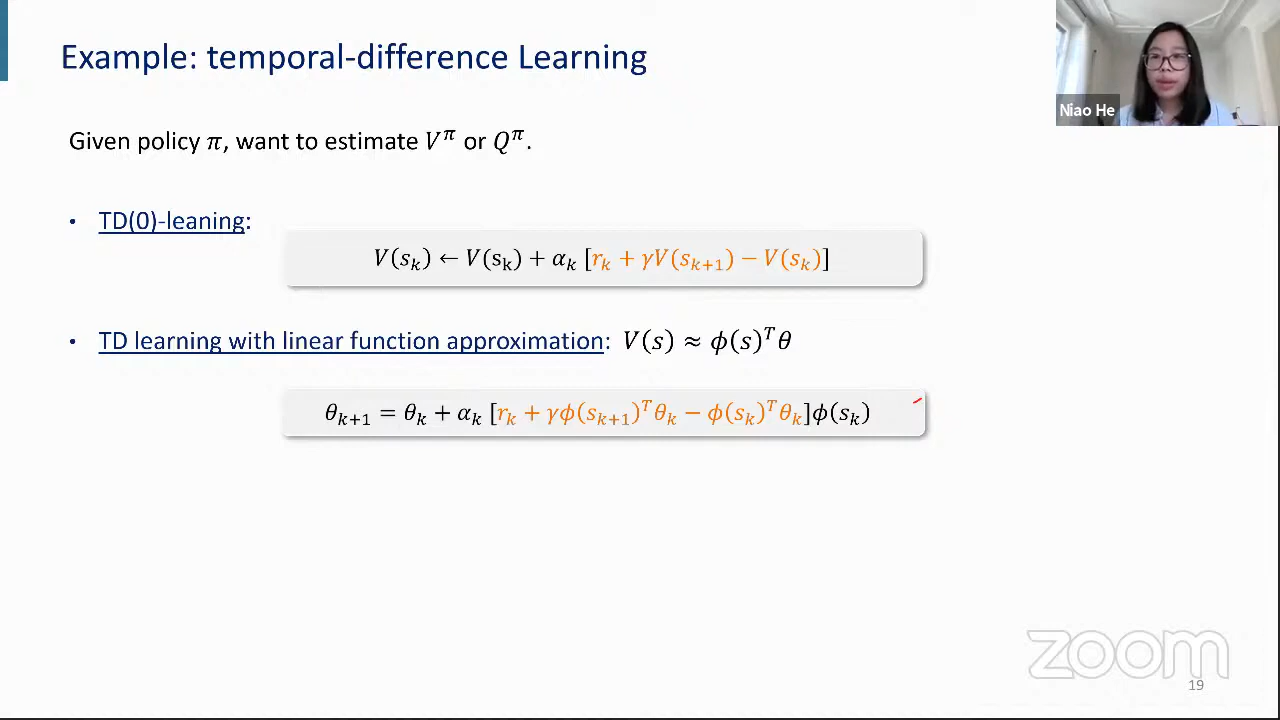 Example: temporal-difference Learning
Niao He
Given policy π, want to estimate V^π or Q^π.
• TD(0)-leaning:
V(s_k) ← V(s_k) + α_k [r_k + γV(s_{k+1}) − V(s_k)]
• TD learning with linear function approximation: V(s) ≈ ϕ(s)^T θ
θ_{k+1} = θ_k + α_k [r_k + γϕ(s_{k+1})^T θ_k − ϕ(s_k)^T θ_k]ϕ(s_k)
zoom
19